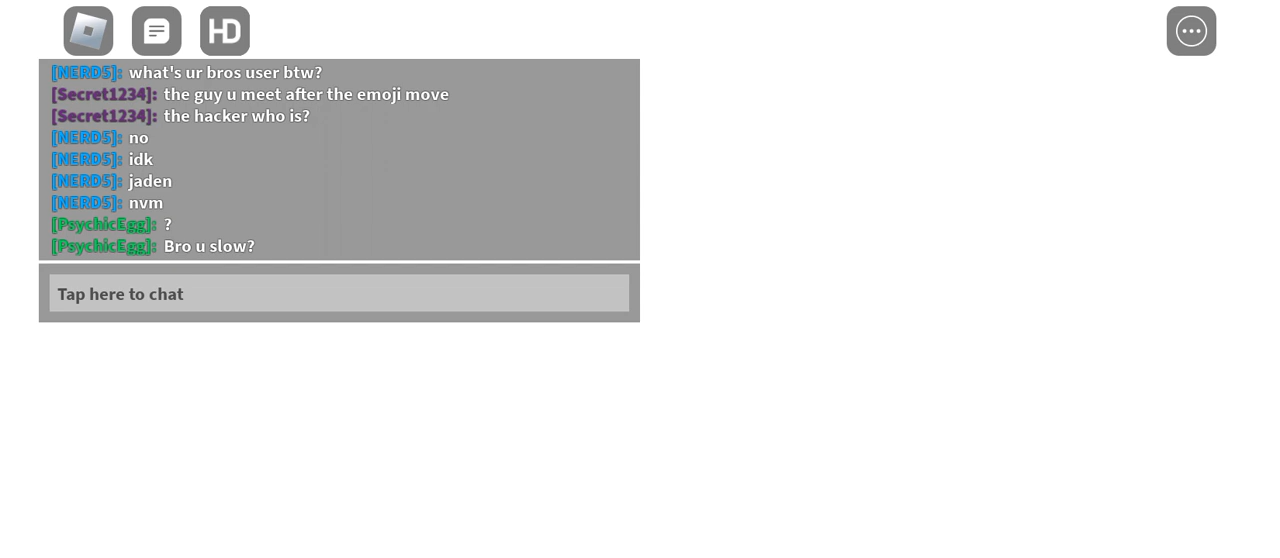 HD
[NERD5]: what's ur bros user btw?
[Secret1234]: the guy u meet after the emoji move
[Secret1234]: the hacker who is?
[NERD5]: no
[NERD5]: idk
[NERD5]: jaden
[NERD5]: nvm
[PsychicEgg]: ?
[PsychicEgg]: Bro u slow?
Tap here to chat